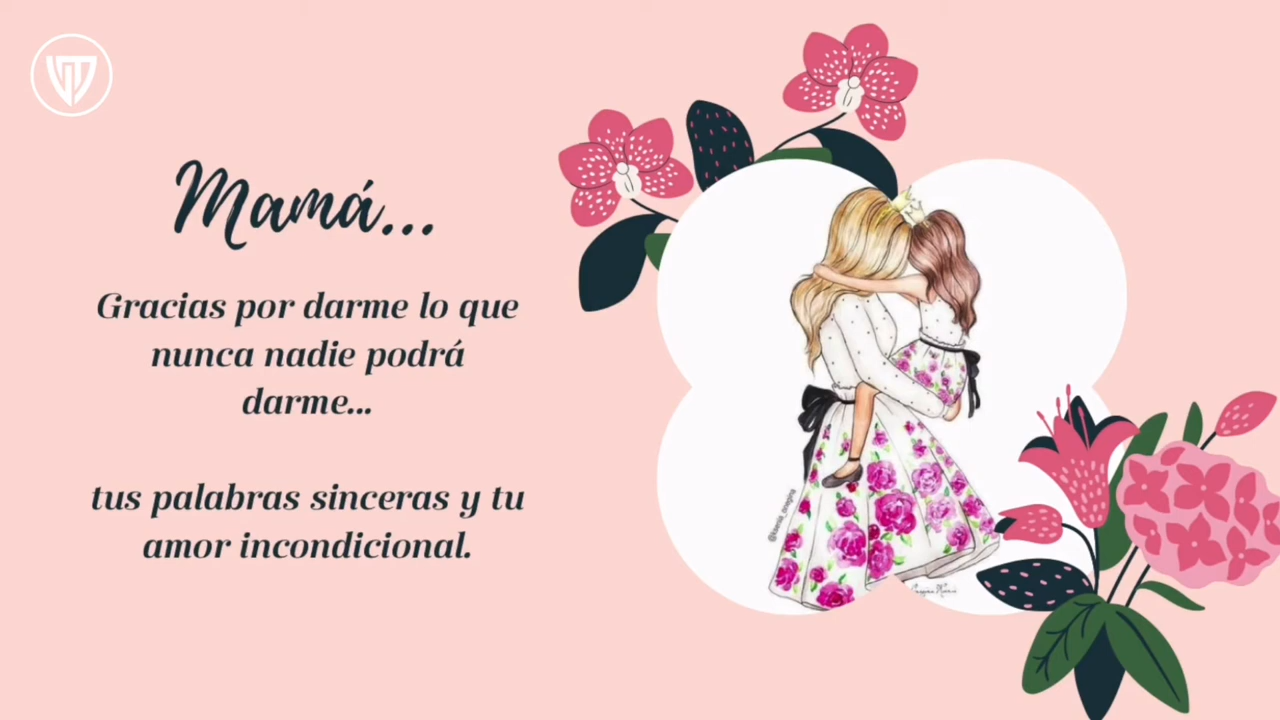 Mamá...
Gracias por darme lo que
nunca nadie podrá
darme...
tus palabras sinceras y tu
amor incondicional.